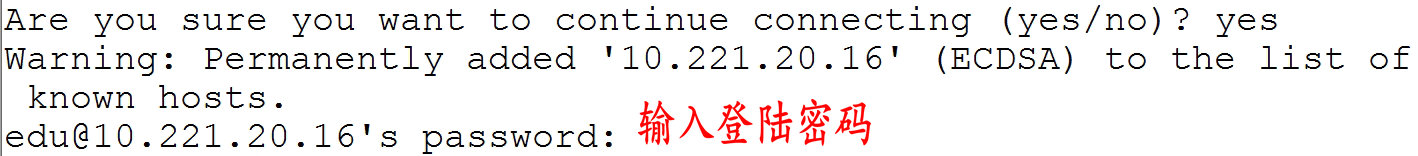 Are you sure you want to continue connecting (yes/no)? yes
Warning: Permanently added '10.221.20.16' (ECDSA) to the list of
known hosts.
edu@10.221.20.16's password: 输入登陆密码